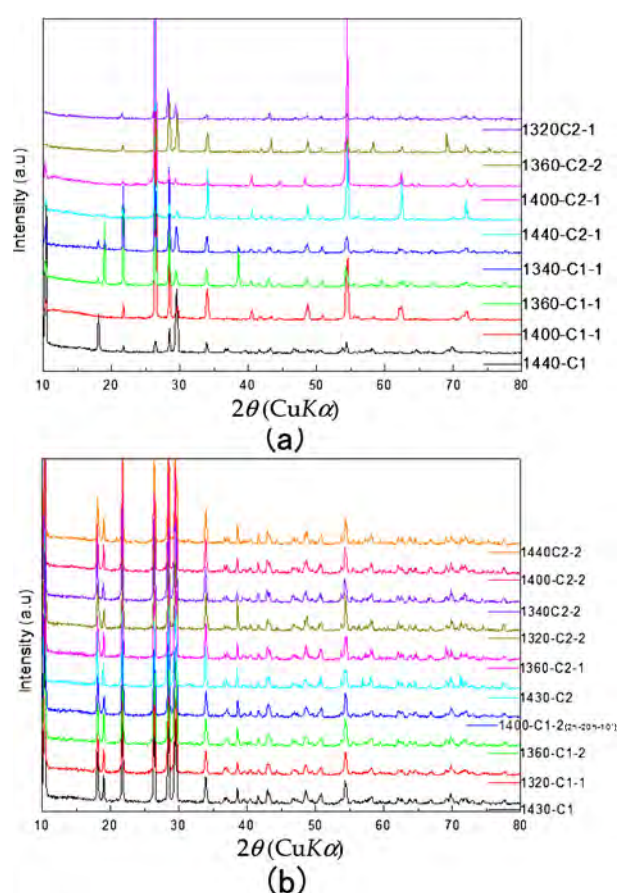 Intensity (a.u)
1320C2-1
1360-C2-2
1400-C2-1
1440-C2-1
1340-C1-1
1360-C1-1
1400-C1-1
1440-C1
10 20 30 40 50 60 70 80
2θ (CuKα)
(a)
Intensity (a.u)
1440C2-2
1400-C2-2
1340C2-2
1320-C2-2
1360-C2-1
1430-C2
1400-C1-2
1360-C1-2
1320-C1-1
1430-C1
10 20 30 40 50 60 70 80
2θ (CuKα)
(b)